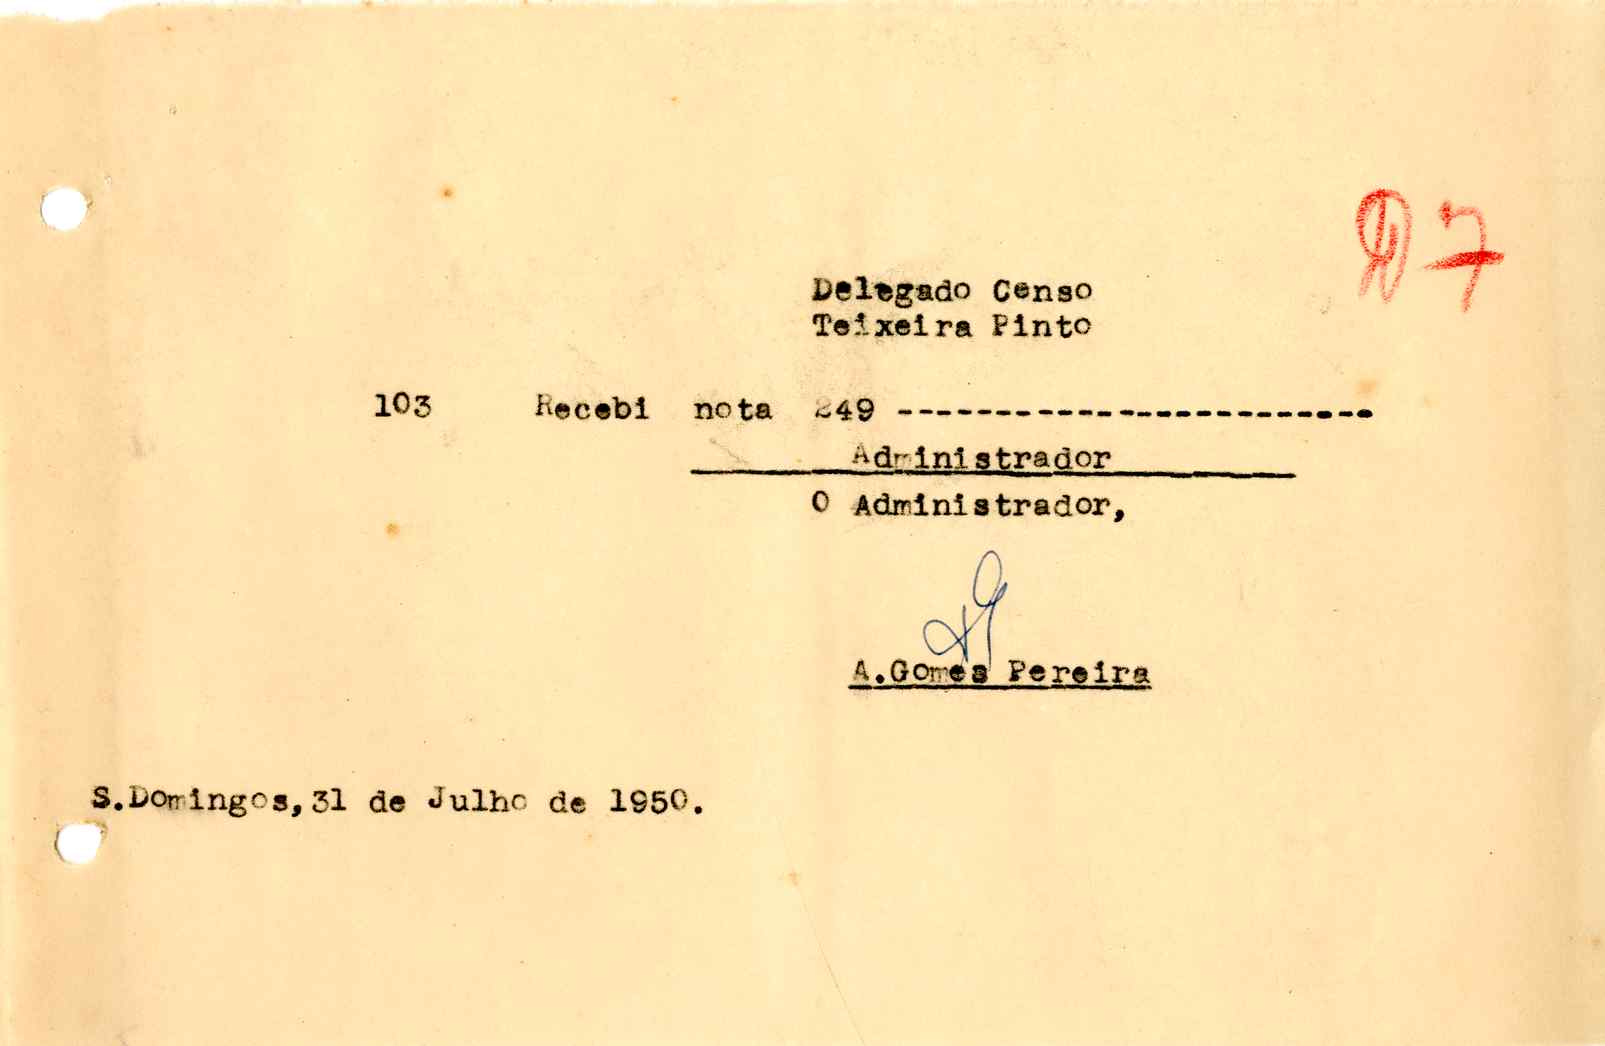 Delegado Censo
Teixeira Pinto
103 Recebi nota 249 -------------------------
Administrador
O Administrador,
A.Gomes Pereira
S.Domingos,31 de Julho de 1950.